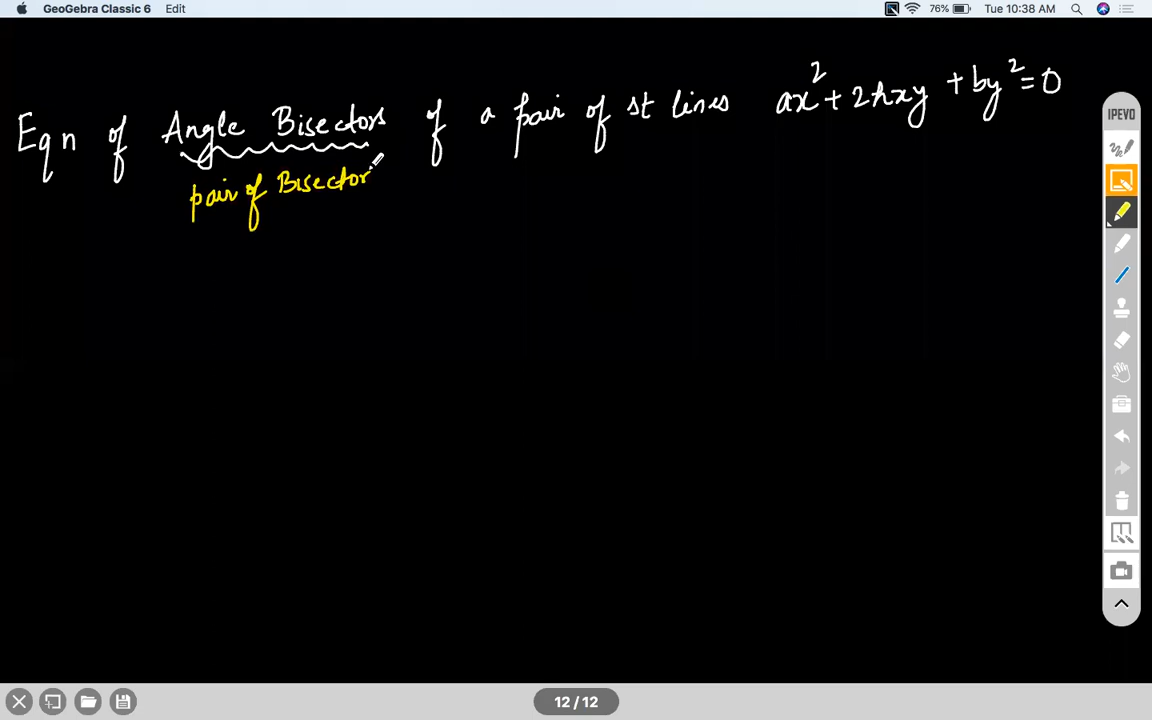 GeoGebra Classic 6 Edit 76% Tue 10:38 AM
Eqn of Angle Bisectors of a pair of st lines ax²+2hxy+by²=0
pair of Bisector
IPEVO
12/12